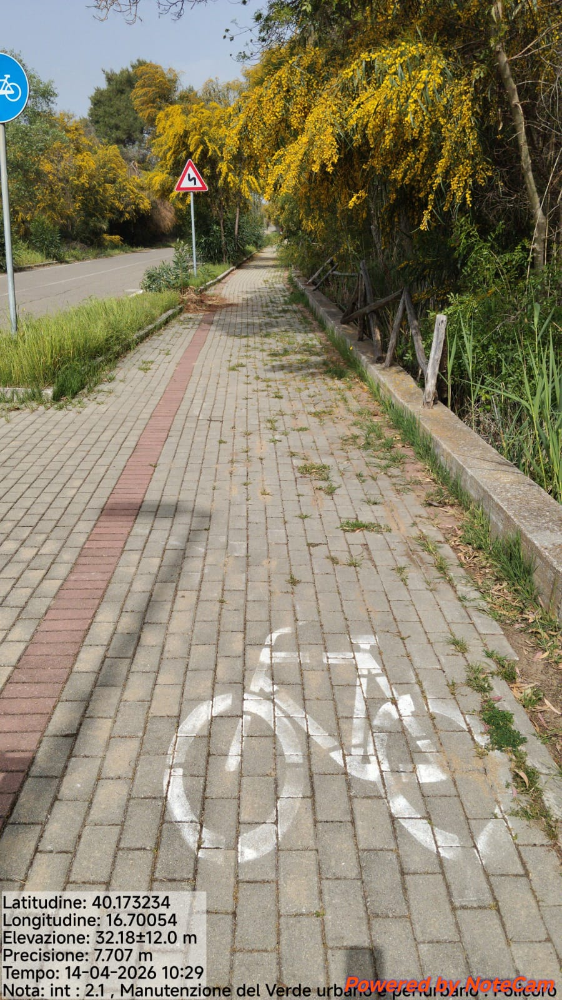 Latitudine: 40.173234
Longitudine: 16.70054
Elevazione: 32.18±12.0 m
Precisione: 7.707 m
Tempo: 14-04-2026 10:29
Nota: int : 2.1 , Manutenzione del Verde urbano e periurbano . Policoro
Powered by NoteCam